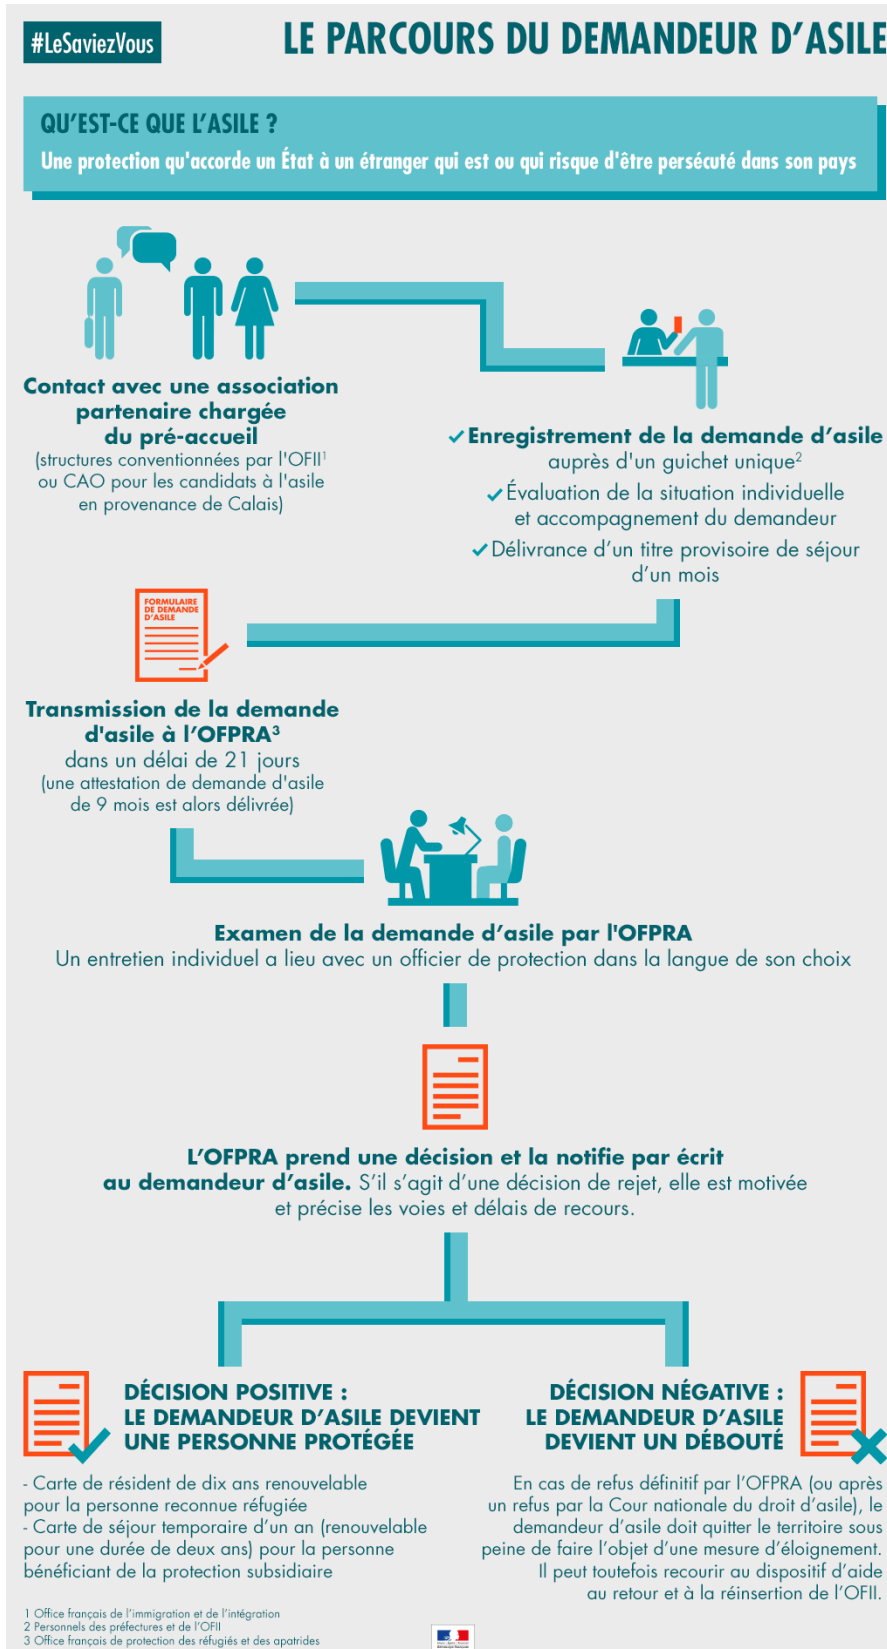 #LeSaviezVous
LE PARCOURS DU DEMANDEUR D'ASILE
QU'EST-CE QUE L'ASILE ?
Une protection qu'accorde un État à un étranger qui est ou qui risque d'être persécuté dans son pays
Contact avec une association
partenaire chargée
du pré-accueil
(structures conventionnées par l'OFII¹
ou CAO pour les candidats à l'asile
en provenance de Calais)
✓ Enregistrement de la demande d'asile
auprès d'un guichet unique²
✓ Évaluation de la situation individuelle
et accompagnement du demandeur
✓ Délivrance d'un titre provisoire de séjour
d'un mois
FORMULAIRE
DE DEMANDE
D'ASILE
Transmission de la demande
d'asile à l'OFPRA³
dans un délai de 21 jours
(une attestation de demande d'asile
de 9 mois est alors délivrée)
Examen de la demande d'asile par l'OFPRA
Un entretien individuel a lieu avec un officier de protection dans la langue de son choix
L'OFPRA prend une décision et la notifie par écrit
au demandeur d'asile. S'il s'agit d'une décision de rejet, elle est motivée
et précise les voies et délais de recours.
DÉCISION POSITIVE :
LE DEMANDEUR D'ASILE DEVIENT
UNE PERSONNE PROTÉGÉE
- Carte de résident de dix ans renouvelable
pour la personne reconnue réfugiée
- Carte de séjour temporaire d'un an (renouvelable
pour une durée de deux ans) pour la personne
bénéficiant de la protection subsidiaire
DÉCISION NÉGATIVE :
LE DEMANDEUR D'ASILE
DEVIENT UN DÉBOUTÉ
En cas de refus définitif par l'OFPRA (ou après
un refus par la Cour nationale du droit d'asile), le
demandeur d'asile doit quitter le territoire sous
peine de faire l'objet d'une mesure d'éloignement.
Il peut toutefois recourir au dispositif d'aide
au retour et à la réinsertion de l'OFII.
1 Office français de l'immigration et de l'intégration
2 Personnels des préfectures et de l'OFII
3 Office français de protection des réfugiés et des apatrides